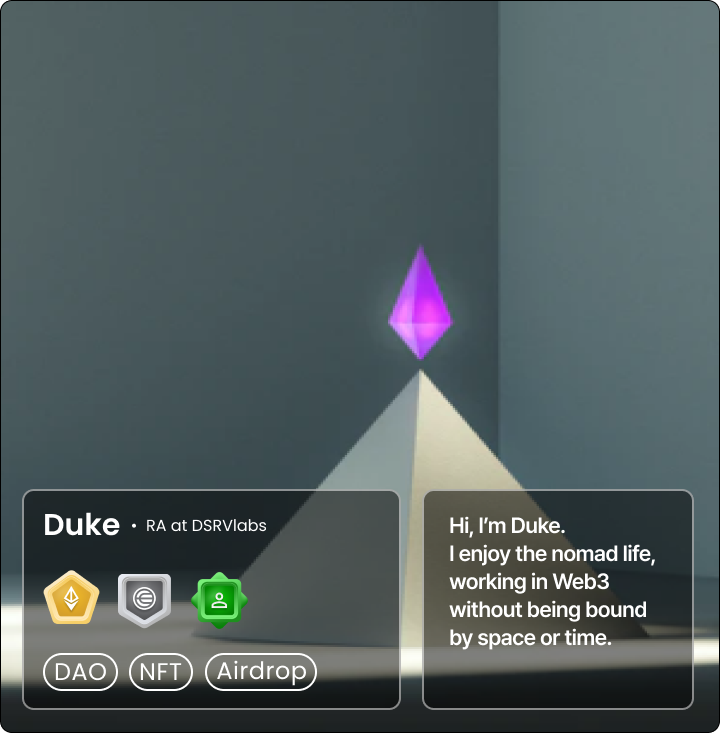 Duke • RA at DSRVlabs
DAO NFT Airdrop
Hi, I’m Duke.
I enjoy the nomad life,
working in Web3
without being bound
by space or time.